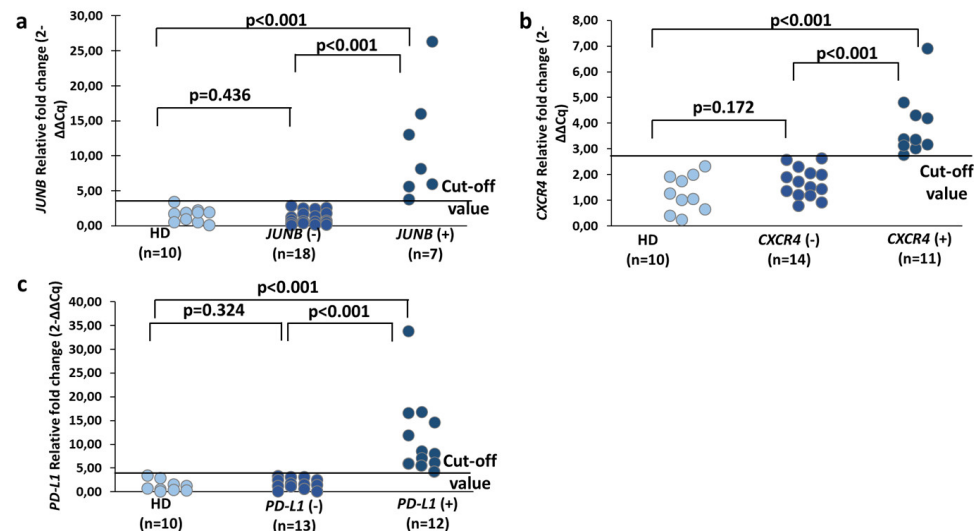 a
JUNB Relative fold change (2-
ΔΔCq)
30,00
25,00
20,00
15,00
10,00
5,00
0,00
p<0.001
p<0.001
p=0.436
Cut-off
value
HD
(n=10)
JUNB (-)
(n=18)
JUNB (+)
(n=7)
b
CXCR4 Relative fold change (2-
ΔΔCq)
8,00
7,00
6,00
5,00
4,00
3,00
2,00
1,00
0,00
p<0.001
p<0.001
p=0.172
Cut-off
value
HD
(n=10)
CXCR4 (-)
(n=14)
CXCR4 (+)
(n=11)
c
PD-L1 Relative fold change (2-ΔΔCq)
40,00
35,00
30,00
25,00
20,00
15,00
10,00
5,00
0,00
p<0.001
p=0.324
p<0.001
Cut-off
value
HD
(n=10)
PD-L1 (-)
(n=13)
PD-L1 (+)
(n=12)